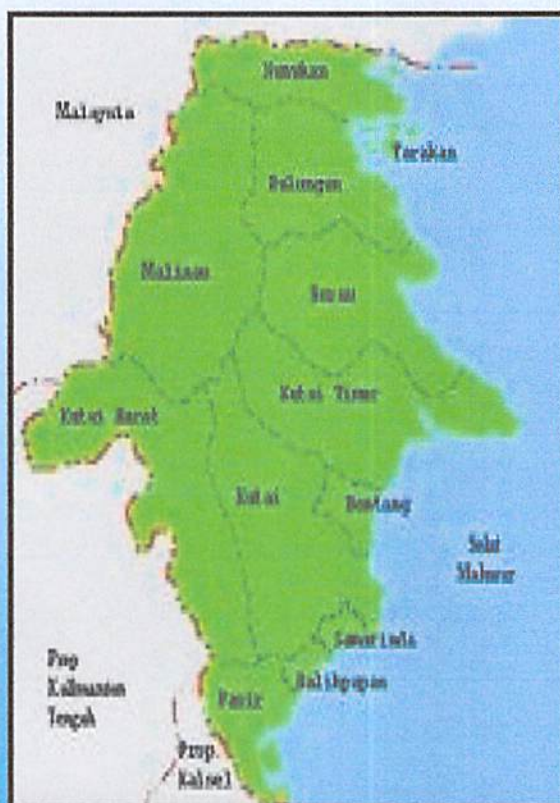 Nunukan
Malaysia
Tarakan
Bulungan
Malinau
Berau
Kutai Timur
Kutai Barat
Kutai
Bontang
Selat
Makasar
Samarinda
Balikpapan
Pasir
Prop
Kalimantan
Tengah
Prop.
Kalsel